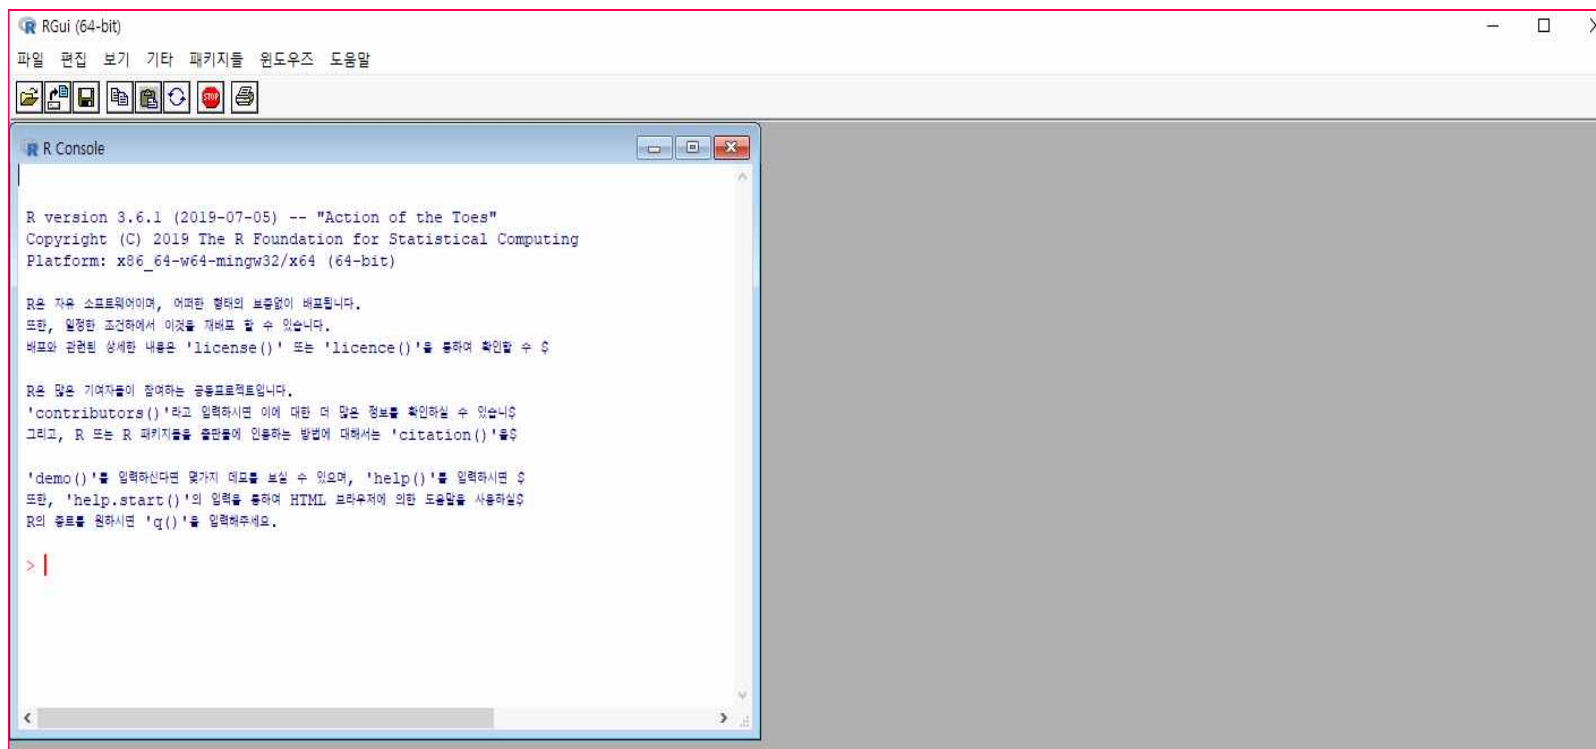 RGui (64-bit)
파일 편집 보기 기타 패키지들 윈도우즈 도움말
STOP
R Console
R version 3.6.1 (2019-07-05) -- "Action of the Toes"
Copyright (C) 2019 The R Foundation for Statistical Computing
Platform: x86_64-w64-mingw32/x64 (64-bit)
R은 자유 소프트웨어이며, 어떠한 형태의 보증없이 배포됩니다.
또한, 일정한 조건하에서 이것을 재배포 할 수 있습니다.
배포와 관련된 상세한 내용은 'license()' 또는 'licence()'을 통하여 확인할 수 $
R은 많은 기여자들이 참여하는 공동프로젝트입니다.
'contributors()'라고 입력하시면 이에 대한 더 많은 정보를 확인하실 수 있습니$
그리고, R 또는 R 패키지들을 출판물에 인용하는 방법에 대해서는 'citation()'을$
'demo()'를 입력하신다면 몇가지 데모를 보실 수 있으며, 'help()'를 입력하시면 $
또한, 'help.start()'의 입력을 통하여 HTML 브라우저에 의한 도움말을 사용하실$
R의 종료를 원하시면 'q()'을 입력해주세요.
>